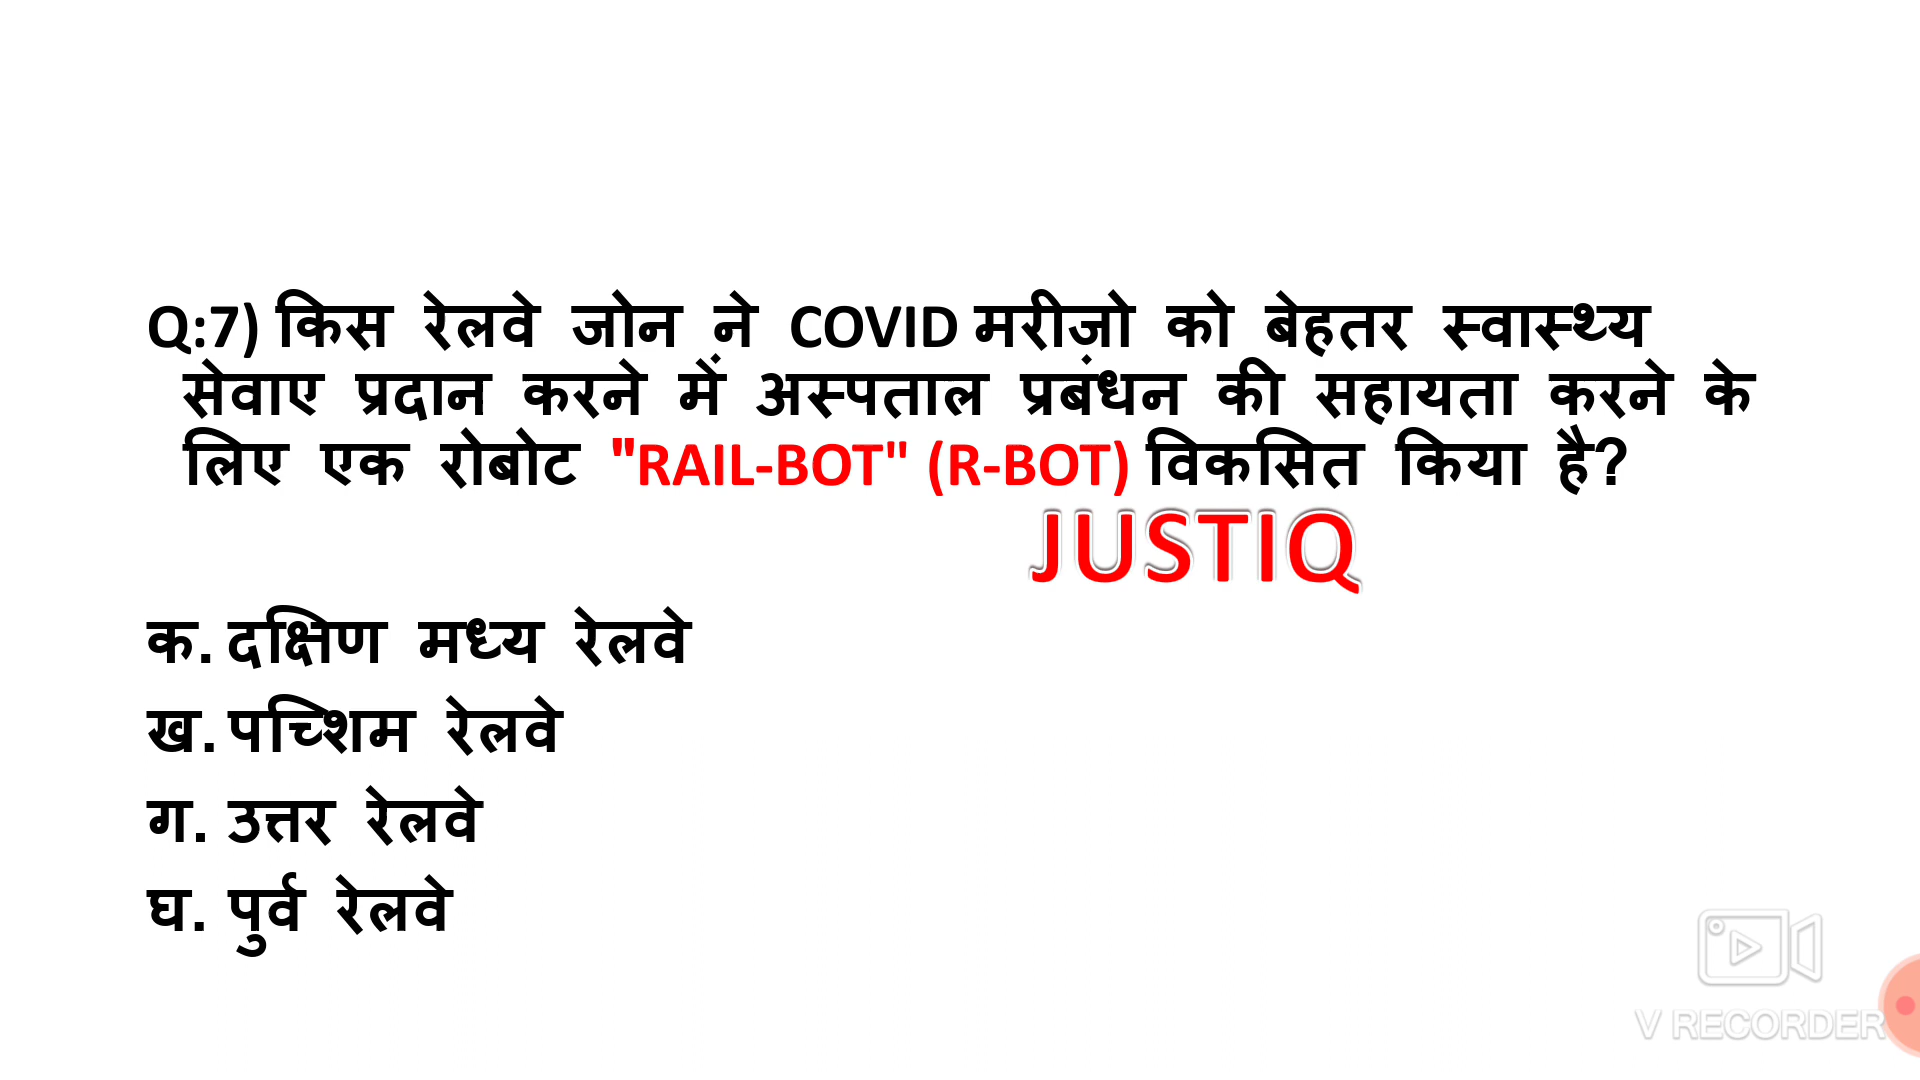 Q:7) किस रेलवे जोन ने COVID मरीजो को बेहतर स्वास्थ्य
सेवाए प्रदान करने में अस्पताल प्रबंधन की सहायता करने के
लिए एक रोबोट "RAIL-BOT" (R-BOT) विकसित किया है?
JUSTIQ
क. दक्षिण मध्य रेलवे
ख. पच्शिम रेलवे
ग. उत्तर रेलवे
घ. पुर्व रेलवे
V RECORDER